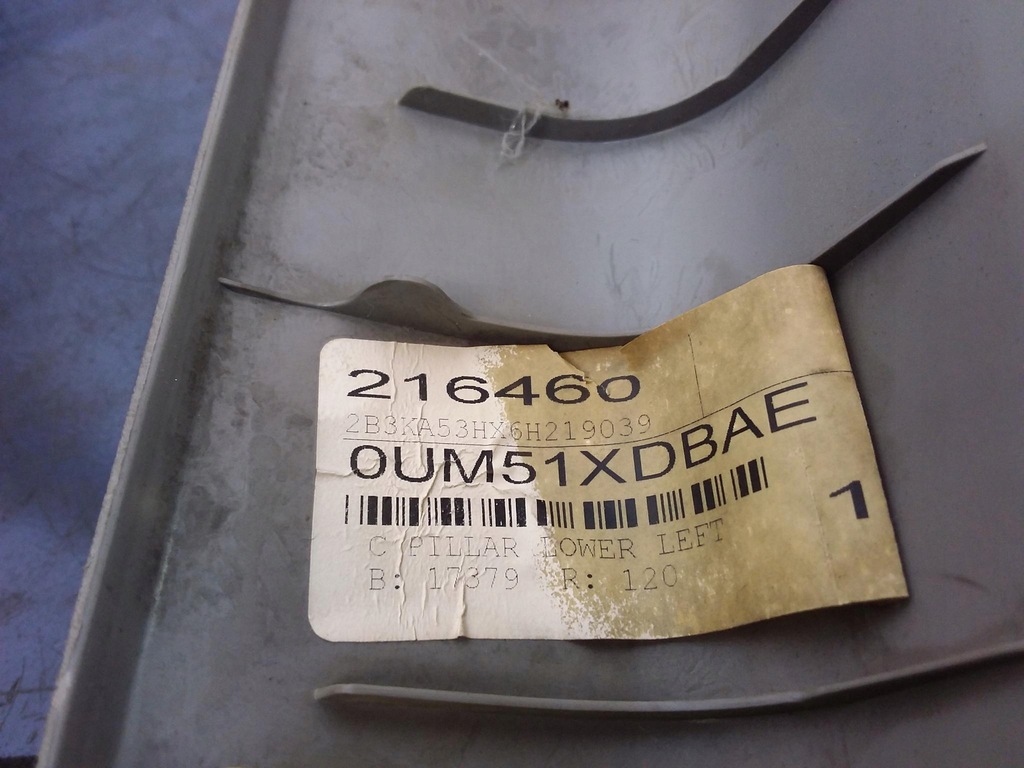 216460
2B3KA53HX6H219039
0UM51XDBAE
1
C PILLAR LOWER LEFT
B: 17379 R: 120